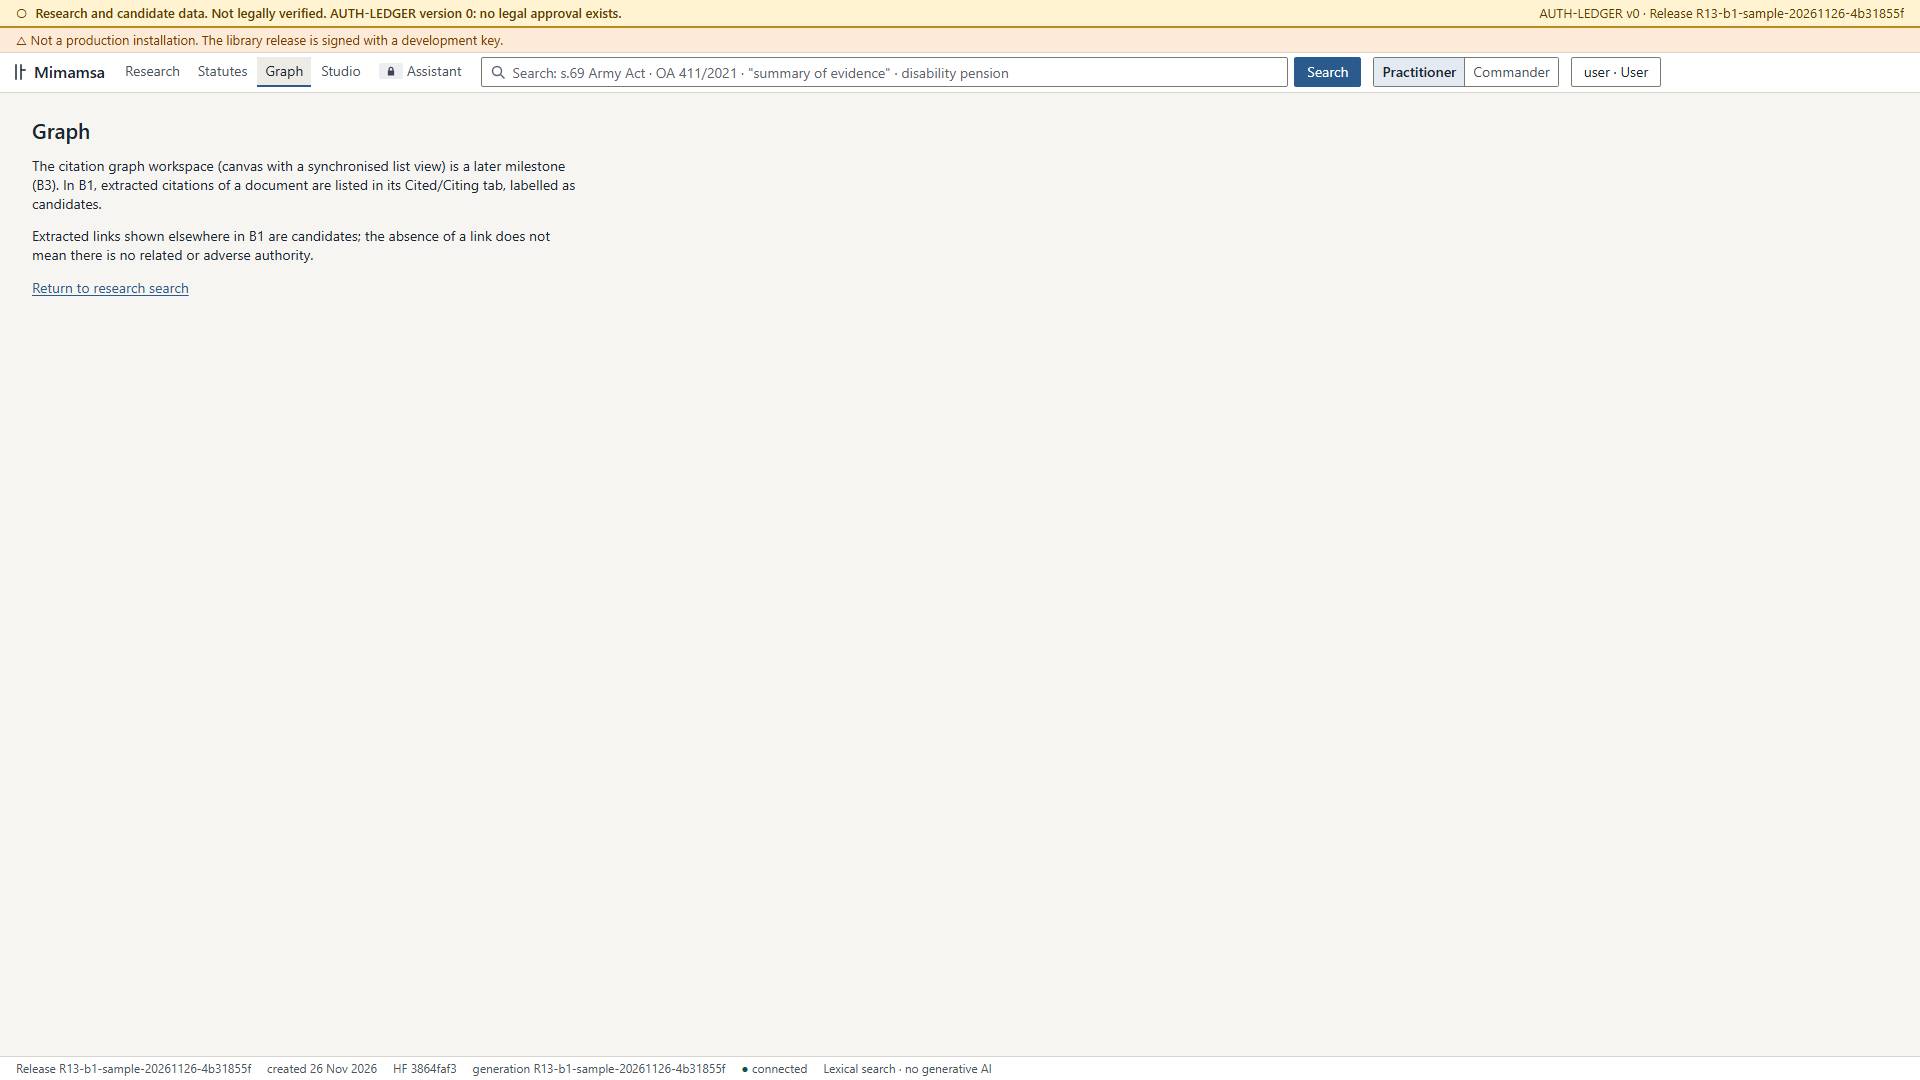 Research and candidate data. Not legally verified. AUTH-LEDGER version 0: no legal approval exists.
AUTH-LEDGER v0 · Release R13-b1-sample-20261126-4b31855f
Not a production installation. The library release is signed with a development key.
Mimamsa
Research
Statutes
Graph
Studio
Assistant
Search: s.69 Army Act · OA 411/2021 · "summary of evidence" · disability pension
Search
Practitioner
Commander
user · User
Graph
The citation graph workspace (canvas with a synchronised list view) is a later milestone
(B3). In B1, extracted citations of a document are listed in its Cited/Citing tab, labelled as
candidates.
Extracted links shown elsewhere in B1 are candidates; the absence of a link does not
mean there is no related or adverse authority.
Return to research search
Release R13-b1-sample-20261126-4b31855f
created 26 Nov 2026
HF 3864faf3
generation R13-b1-sample-20261126-4b31855f
● connected
Lexical search · no generative AI